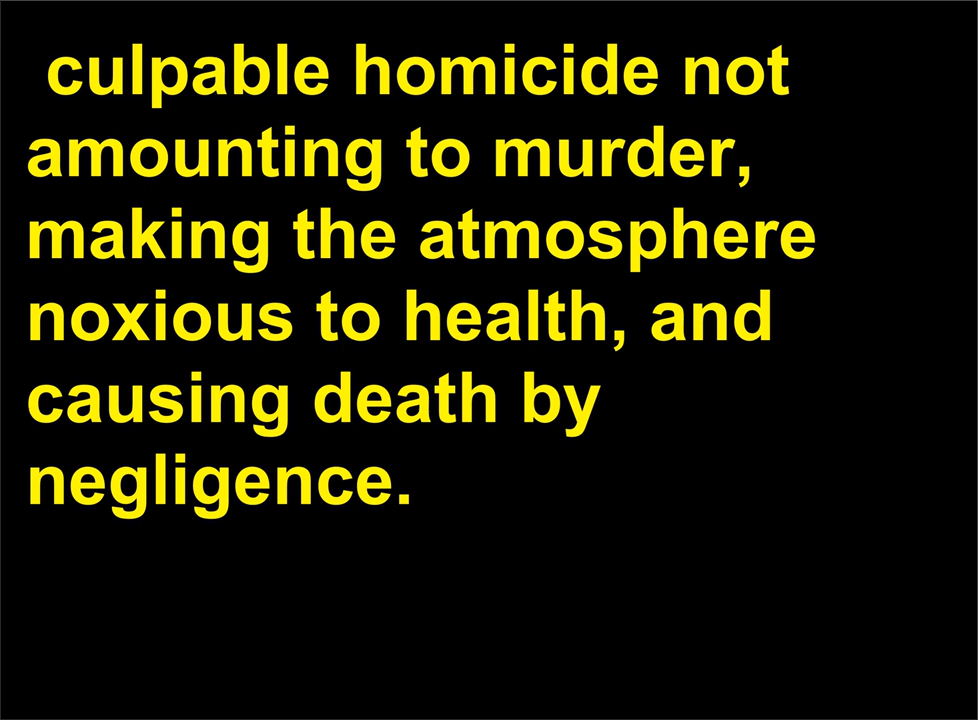 culpable homicide not
amounting to murder,
making the atmosphere
noxious to health, and
causing death by
negligence.